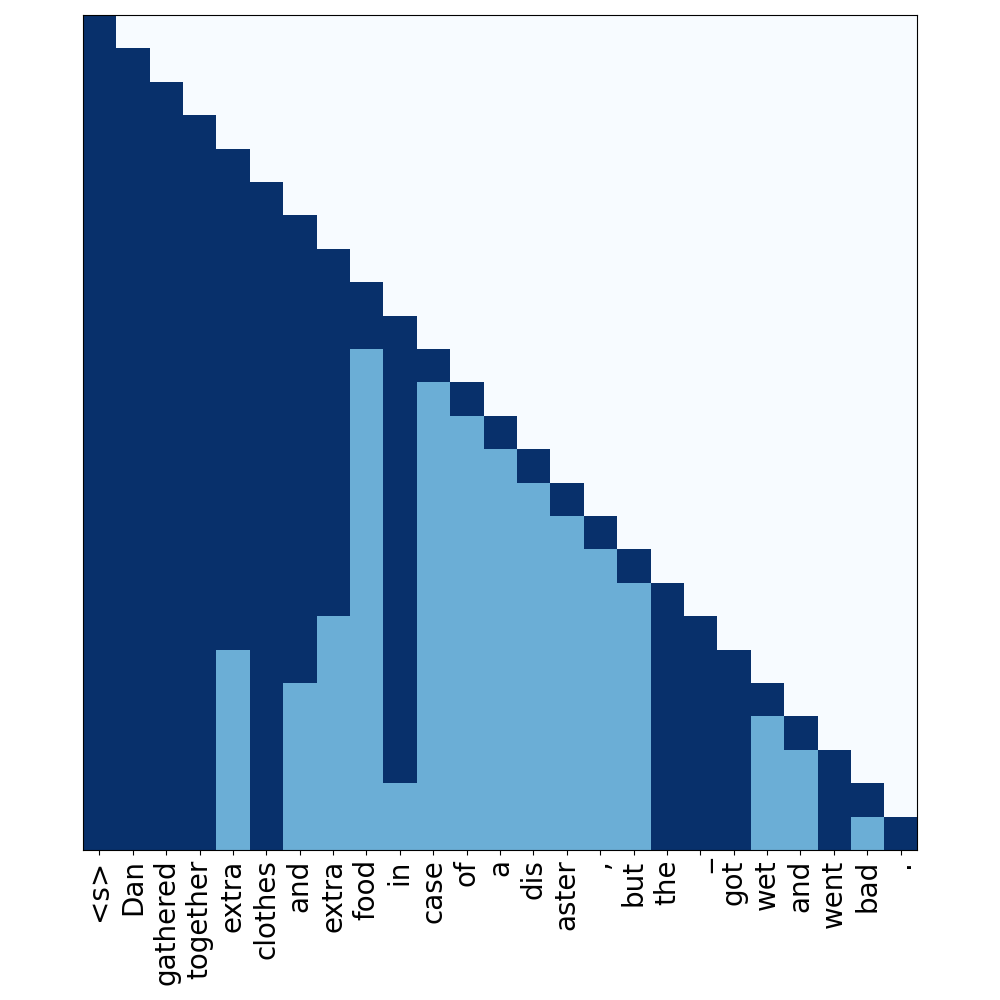 <s> Dan gathered together extra clothes and extra food in case of a dis aster , but the _ got wet and went bad .